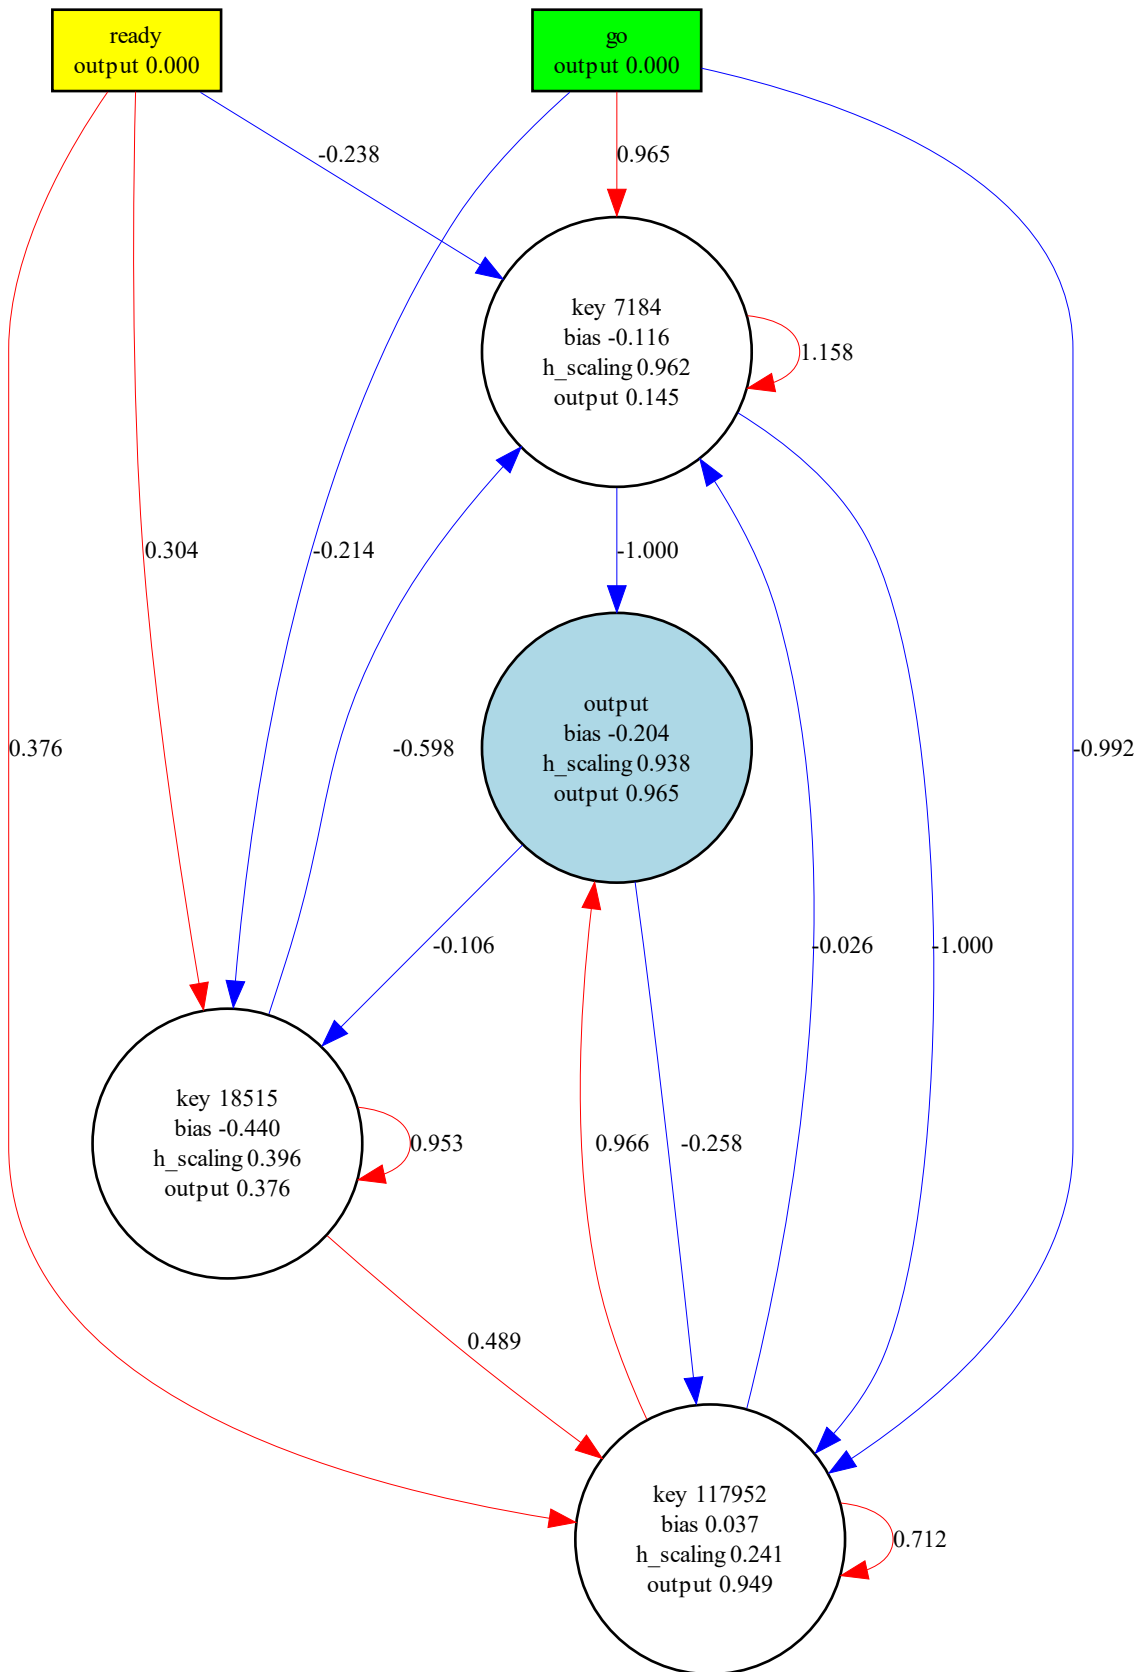 ready
output 0.000
go
output 0.000
-0.238
0.965
key 7184
bias -0.116
h_scaling 0.962
output 0.145
1.158
0.304
-0.214
-1.000
output
bias -0.204
h_scaling 0.938
output 0.965
0.376
-0.598
-0.992
-0.106
-0.026
-1.000
key 18515
bias -0.440
h_scaling 0.396
output 0.376
0.953
0.966
-0.258
0.489
key 117952
bias 0.037
h_scaling 0.241
output 0.949
0.712